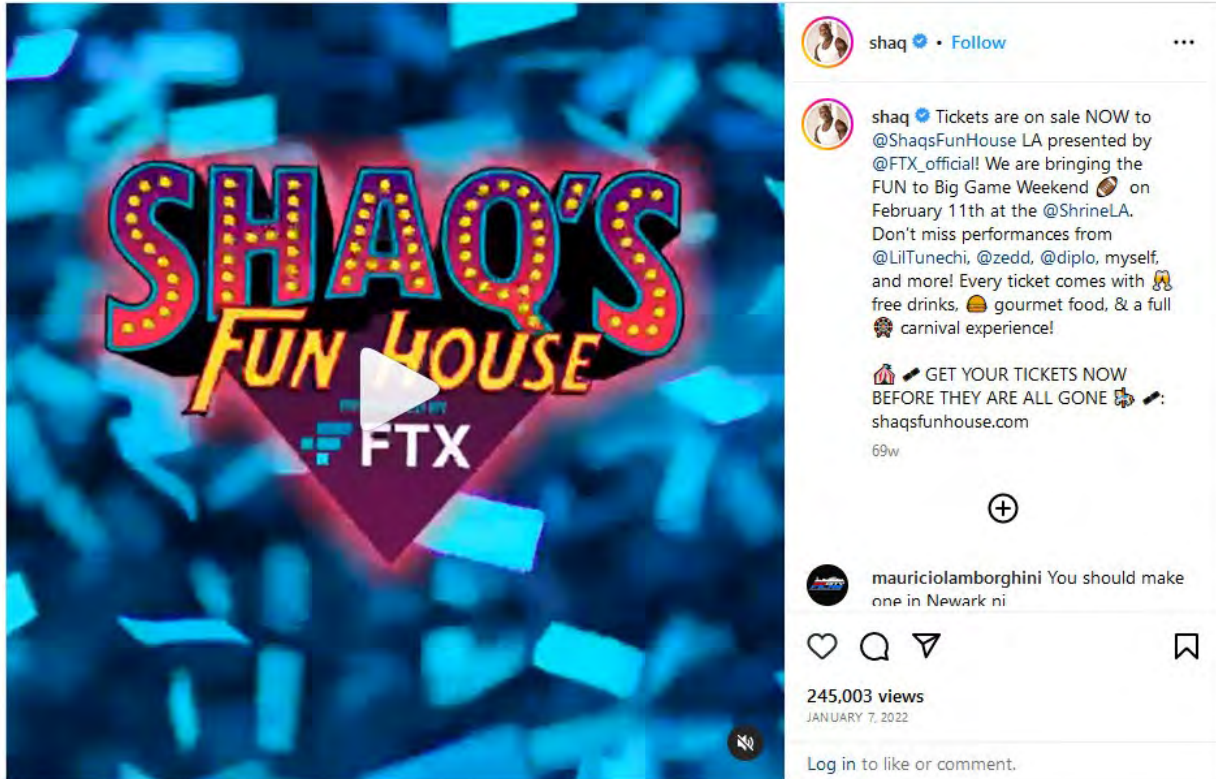 SHAQ'S
FUN HOUSE
FTX
shaq • Follow
shaq Tickets are on sale NOW to
@ShaqsFunHouse LA presented by
@FTX_official! We are bringing the
FUN to Big Game Weekend 🏈 on
February 11th at the @ShrineLA.
Don't miss performances from
@LilTunechi, @zedd, @diplo, myself,
and more! Every ticket comes with 🥂
free drinks, 🍔 gourmet food, & a full
🎡 carnival experience!
🎪 GET YOUR TICKETS NOW
BEFORE THEY ARE ALL GONE 🎠 :
shaqsfunhouse.com
69w
mauriciolamborghini You should make
one in Newark nj
245,003 views
JANUARY 7, 2022
Log in to like or comment.